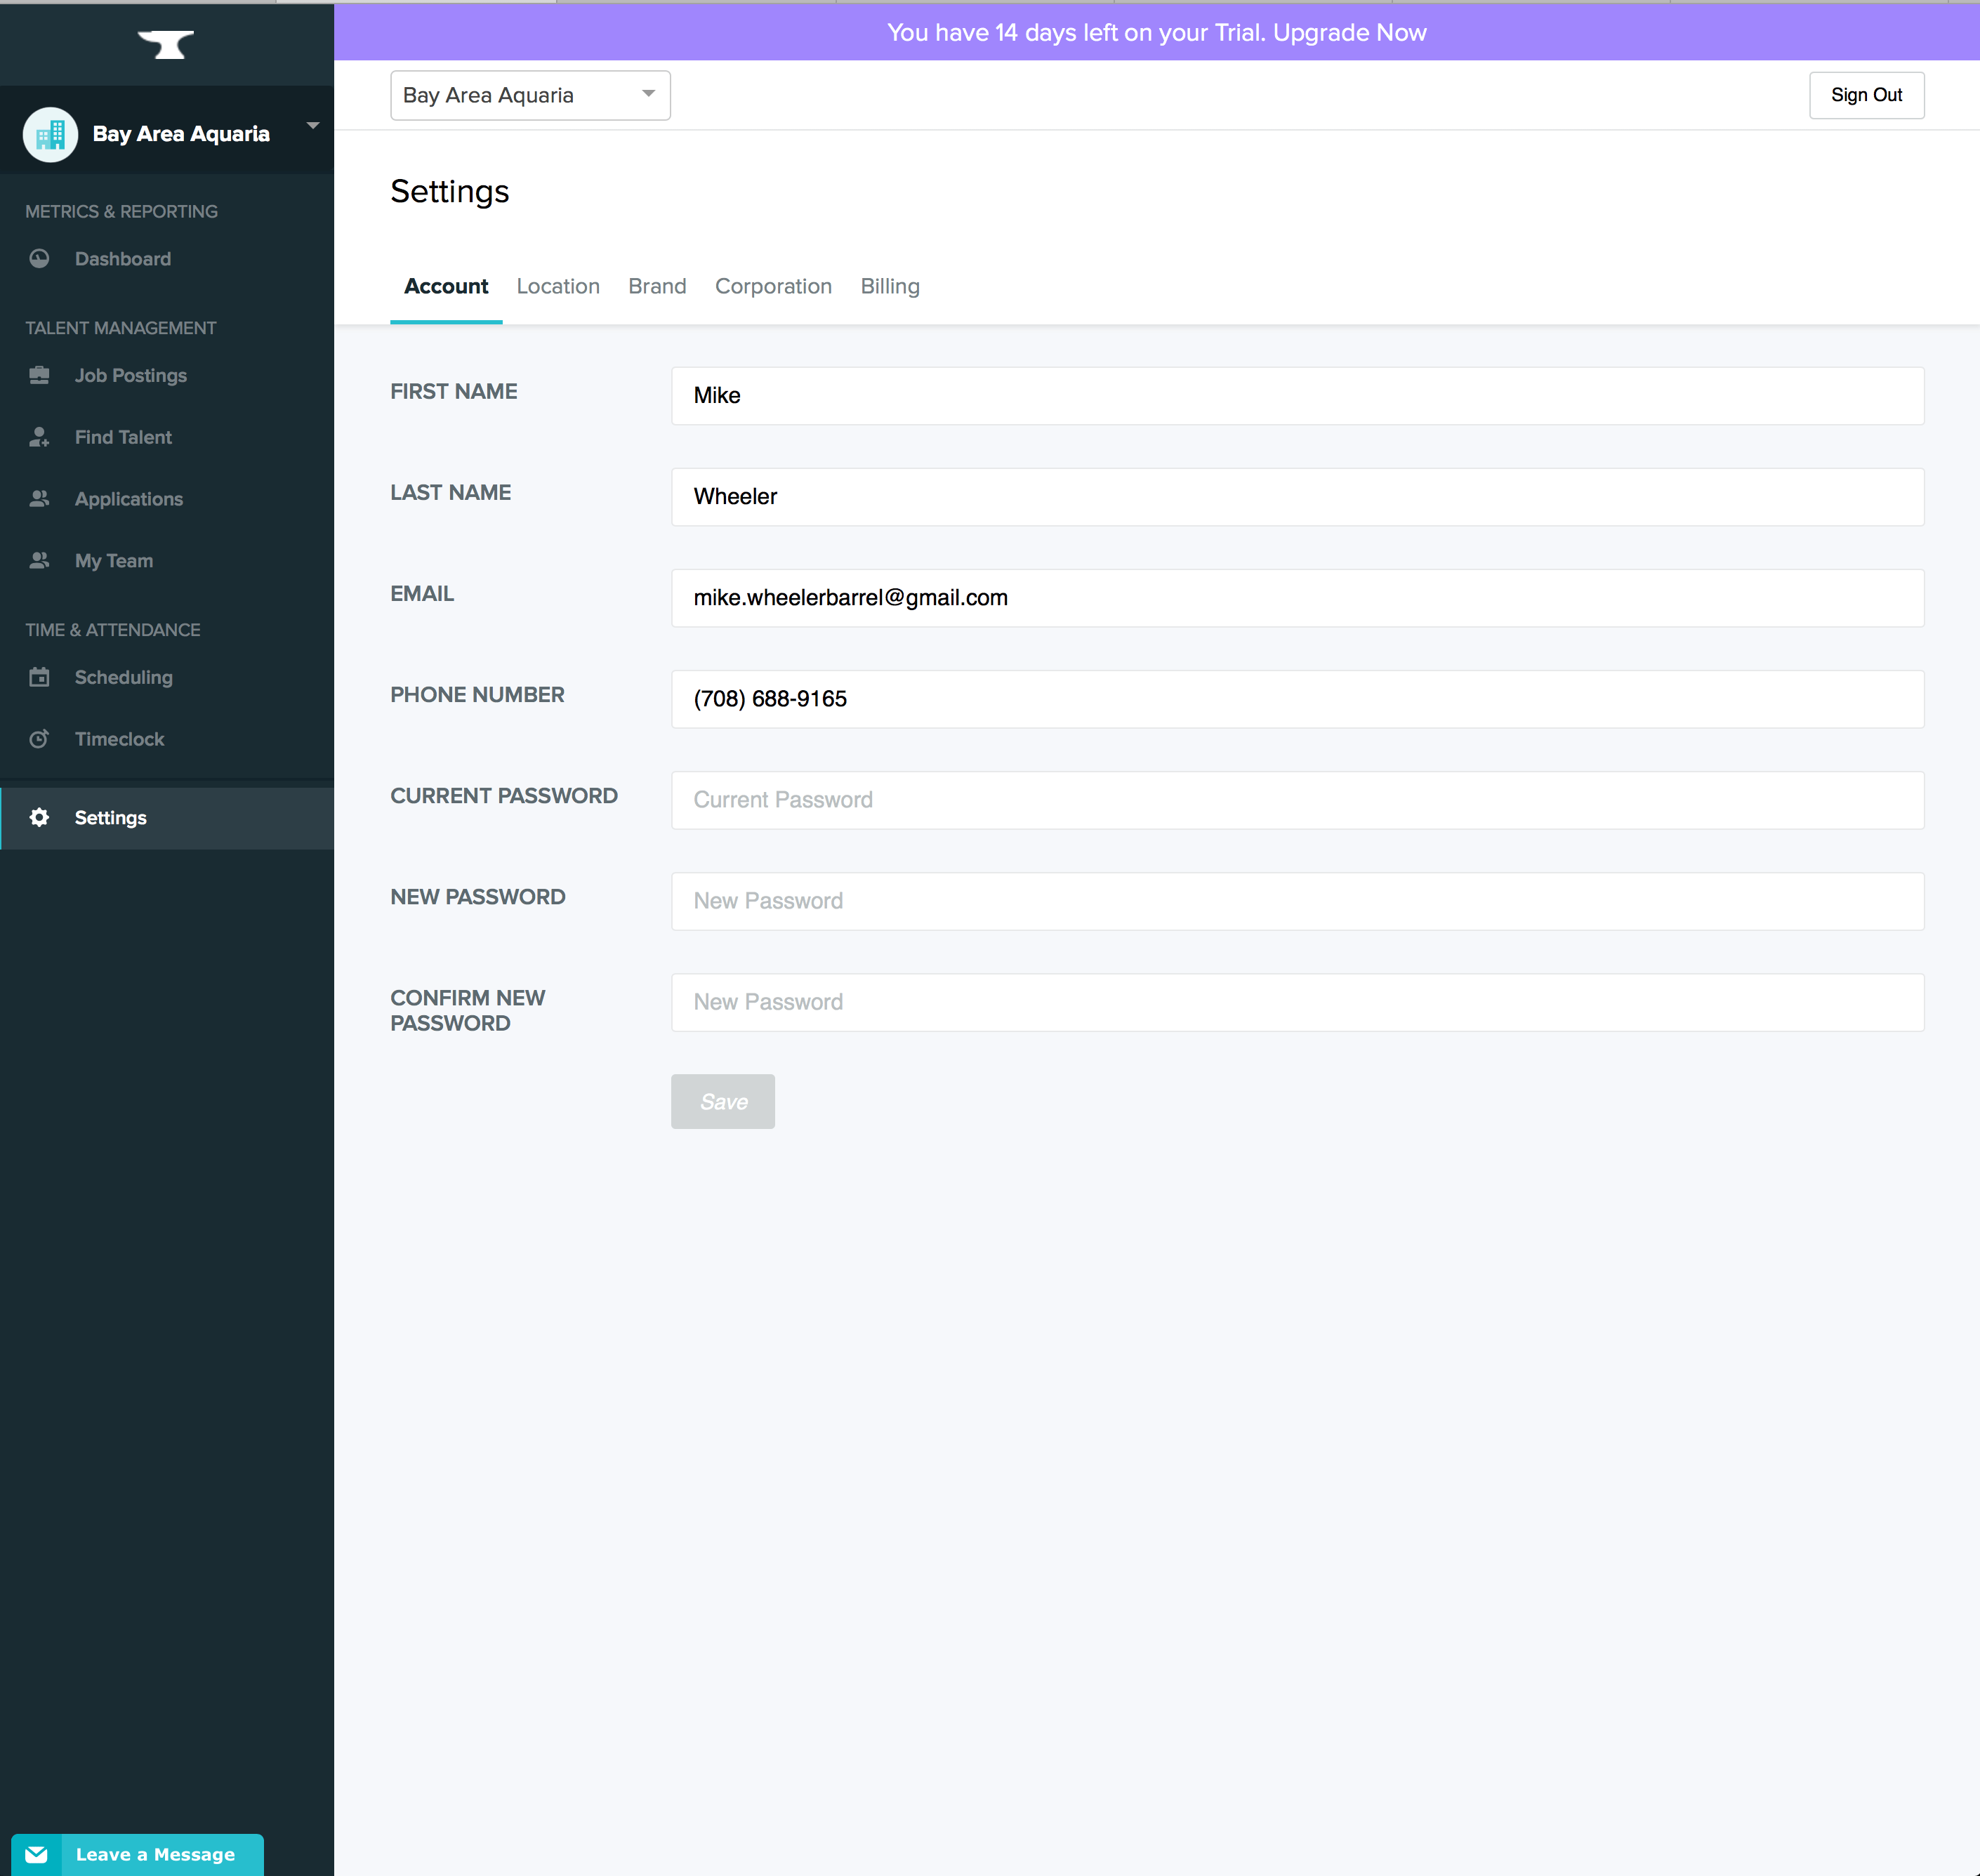 You have 14 days left on your Trial. Upgrade Now
Bay Area Aquaria
Sign Out
Bay Area Aquaria
METRICS & REPORTING
Dashboard
TALENT MANAGEMENT
Job Postings
Find Talent
Applications
My Team
TIME & ATTENDANCE
Scheduling
Timeclock
Settings
Leave a Message
Settings
Account Location Brand Corporation Billing
FIRST NAME Mike
LAST NAME Wheeler
EMAIL mike.wheelerbarrel@gmail.com
PHONE NUMBER (708) 688-9165
CURRENT PASSWORD Current Password
NEW PASSWORD New Password
CONFIRM NEW PASSWORD New Password
Save